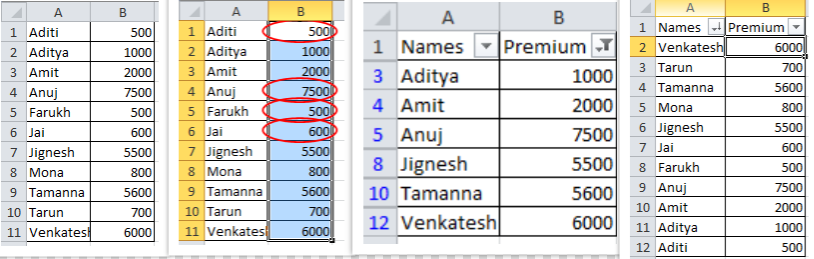 A B
1 Aditi 500
2 Aditya 1000
3 Amit 2000
4 Anuj 7500
5 Farukh 500
6 Jai 600
7 Jignesh 5500
8 Mona 800
9 Tamanna 5600
10 Tarun 700
11 Venkatesl 6000
A B
1 Aditi 500
2 Aditya 1000
3 Amit 2000
4 Anuj 7500
5 Farukh 500
6 Jai 600
7 Jignesh 5500
8 Mona 800
9 Tamanna 5600
10 Tarun 700
11 Venkatesl 6000
A B
1 Names Premium
3 Aditya 1000
4 Amit 2000
5 Anuj 7500
8 Jignesh 5500
10 Tamanna 5600
12 Venkatesh 6000
A B
1 Names Premium
2 Venkatesh 6000
3 Tarun 700
4 Tamanna 5600
5 Mona 800
6 Jignesh 5500
7 Jai 600
8 Farukh 500
9 Anuj 7500
10 Amit 2000
11 Aditya 1000
12 Aditi 500